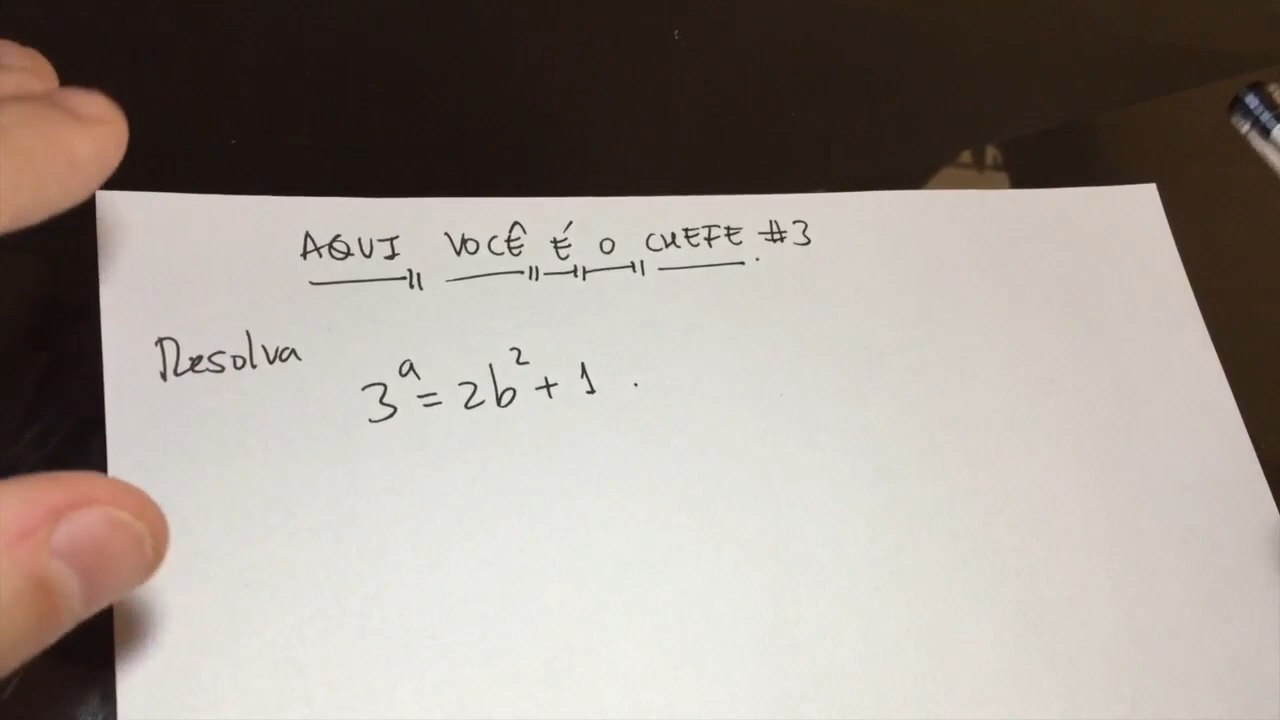 AQUI VOCÊ É O CHEFE #3
Resolva
3^a = 2b^2 + 1 .